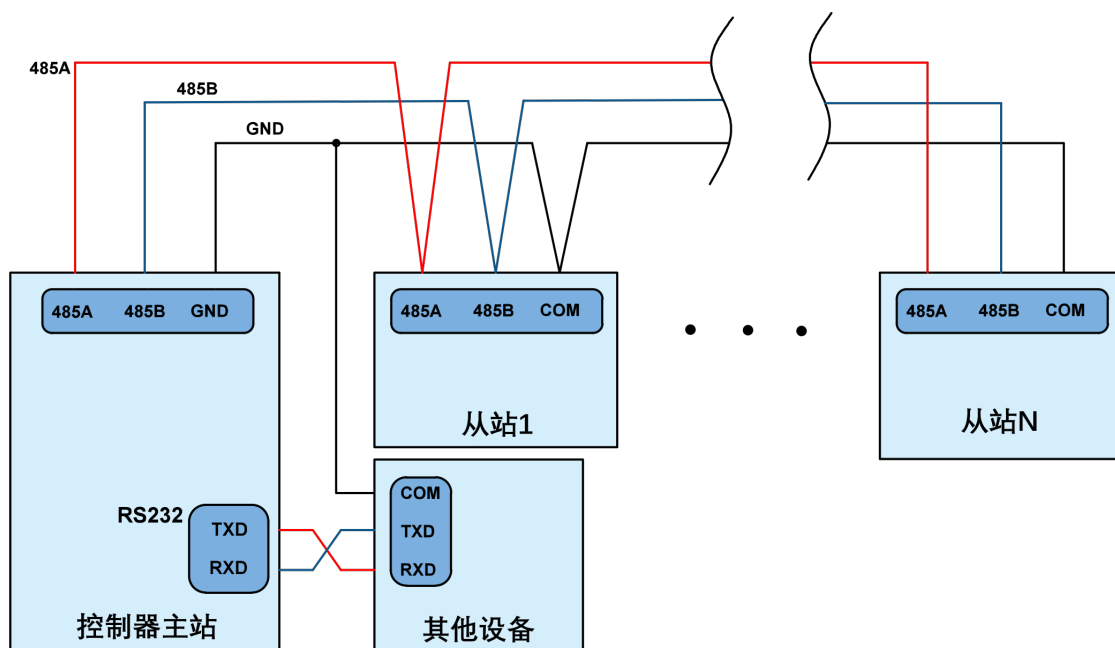 485A
485B
GND
485A 485B GND
485A 485B COM
485A 485B COM
从站1
从站N
RS232
TXD
RXD
COM
TXD
RXD
控制器主站
其他设备